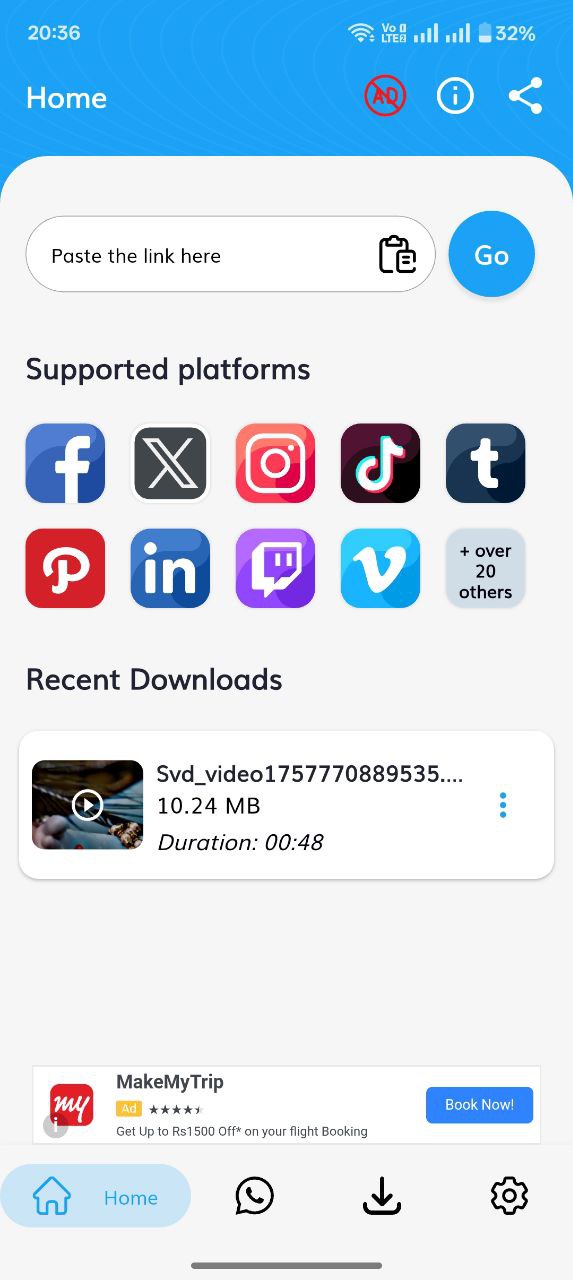 20:36
Vo
LTE2
32%
Home
AD
Paste the link here
Go
Supported platforms
+ over
20
others
Recent Downloads
Svd_video1757770889535....
10.24 MB
Duration: 00:48
my
MakeMyTrip
Ad
Get Up to Rs1500 Off* on your flight Booking
Book Now!
Home